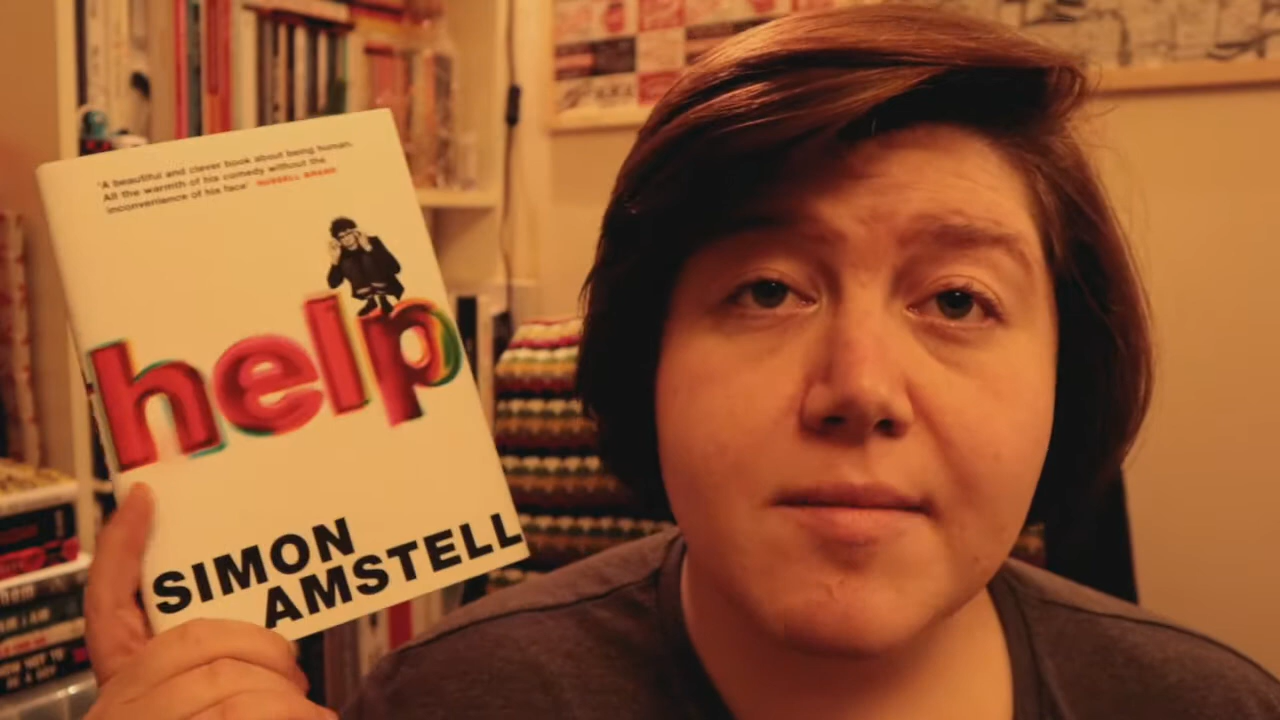 'A beautiful and clever book about being human.
All the warmth of his comedy without the
inconvenience of his face' RUSSELL BRAND
help
SIMON
AMSTELL